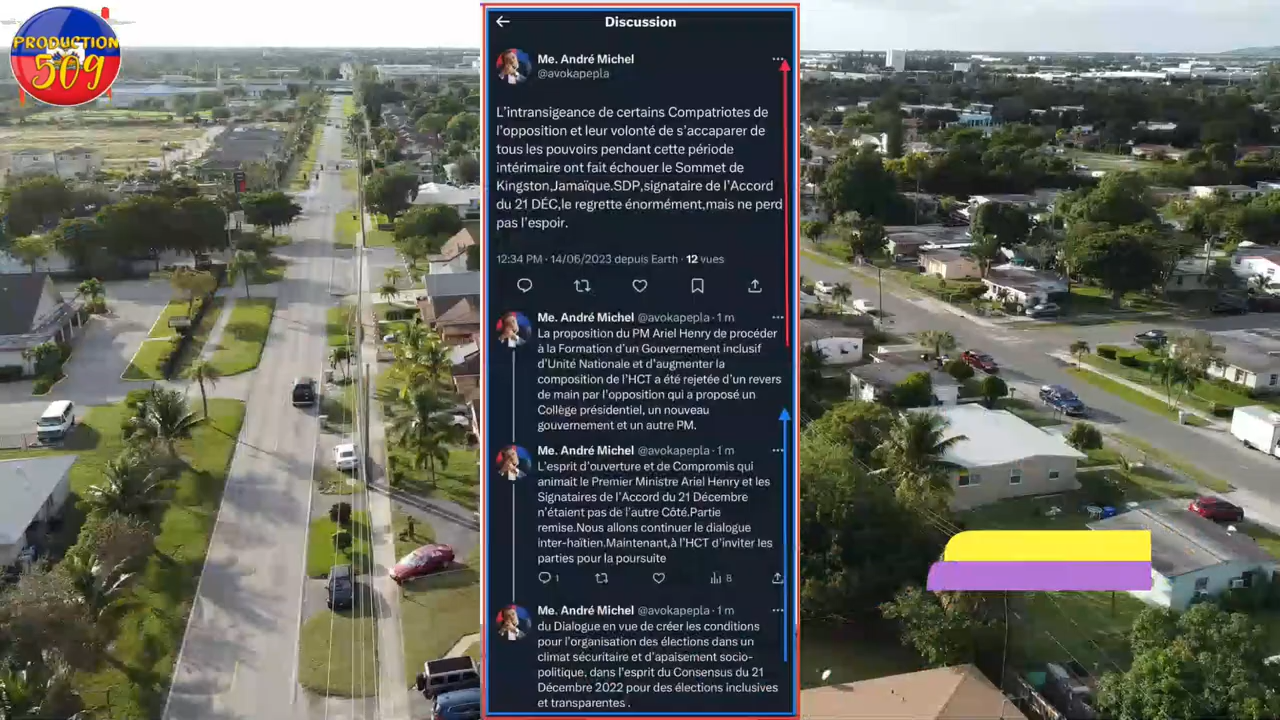 PRODUCTION
509
Discussion
Me. André Michel
@avokapepla
L'intransigeance de certains Compatriotes de
l'opposition et leur volonté de s'accaparer de
tous les pouvoirs pendant cette période
intérimaire ont fait échouer le Sommet de
Kingston,Jamaïque.SDP,signataire de l'Accord
du 21 DÉC,le regrette énormément,mais ne perd
pas l'espoir.
12:34 PM · 14/06/2023 depuis Earth · 12 vues
Me. André Michel @avokapepla · 1 m
La proposition du PM Ariel Henry de procéder
à la Formation d'un Gouvernement inclusif
d'Unité Nationale et d'augmenter la
composition de l'HCT a été rejetée d'un revers
de main par l'opposition qui a proposé un
Collège présidentiel, un nouveau
gouvernement et un autre PM.
Me. André Michel @avokapepla · 1 m
L'esprit d'ouverture et de Compromis qui
animait le Premier Ministre Ariel Henry et les
Signataires de l'Accord du 21 Décembre
n'étaient pas de l'autre Côté.Partie
remise.Nous allons continuer le dialogue
inter-haïtien.Maintenant,à l'HCT d'inviter les
parties pour la poursuite
1 8
Me. André Michel @avokapepla · 1 m
du Dialogue en vue de créer les conditions
pour l'organisation des élections dans un
climat sécuritaire et d'apaisement socio-
politique, dans l'esprit du Consensus du 21
Décembre 2022 pour des élections inclusives
et transparentes .